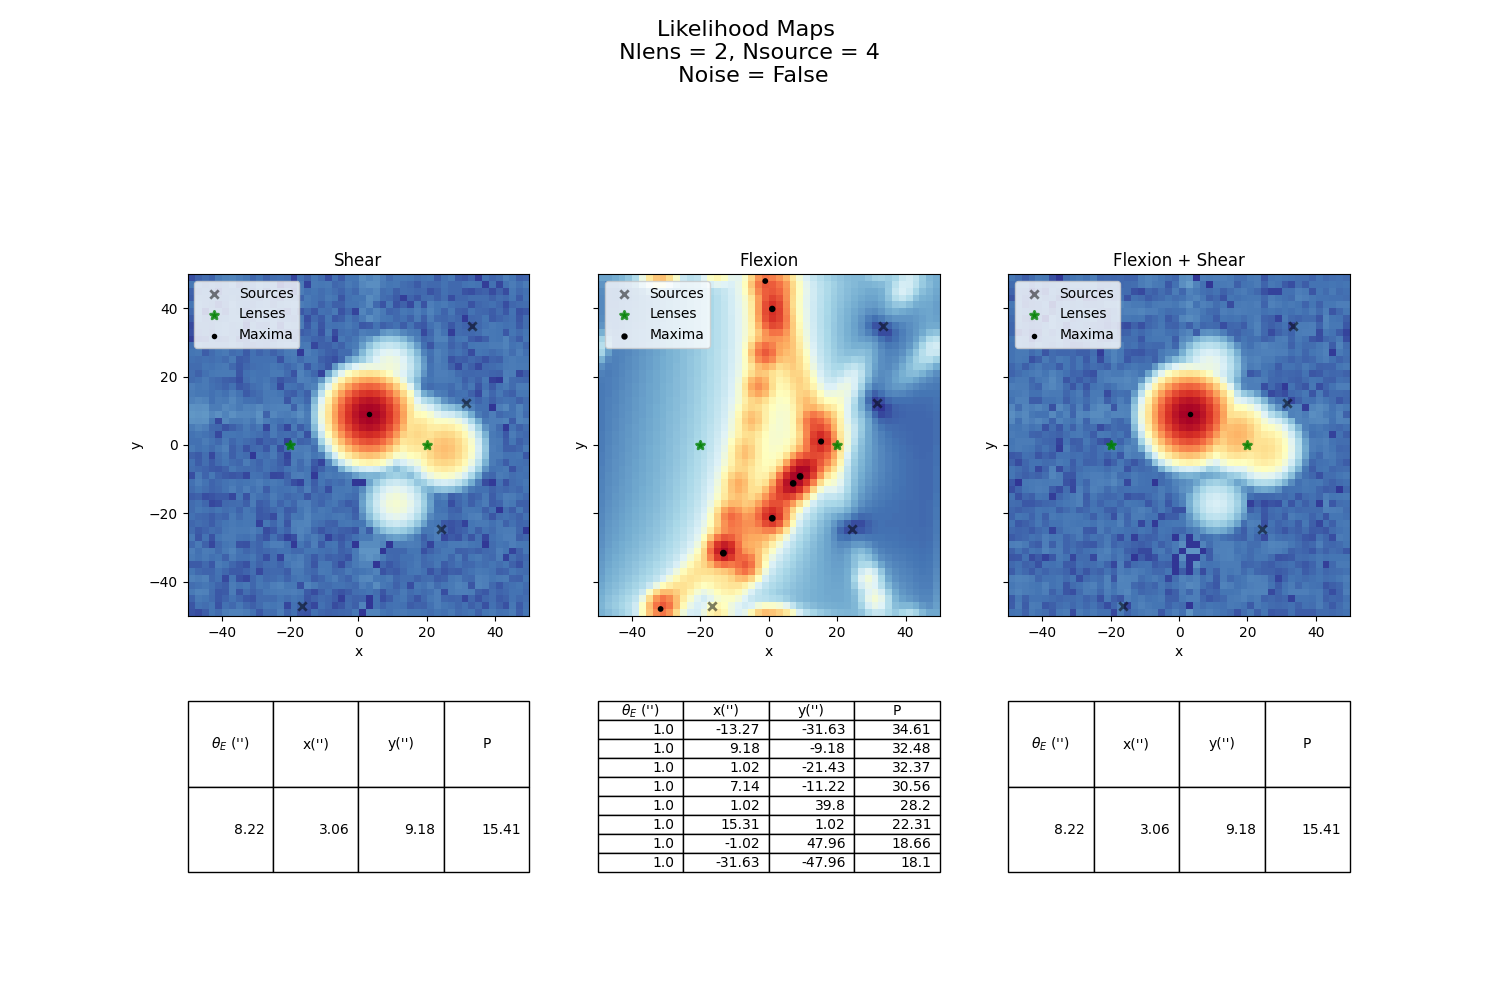 Likelihood Maps
Nlens = 2, Nsource = 4
Noise = False
Shear
Sources
Lenses
Maxima
y
40
20
0
−20
−40
−40 −20 0 20 40
x
Flexion
Sources
Lenses
Maxima
y
−40 −20 0 20 40
x
Flexion + Shear
Sources
Lenses
Maxima
y
−40 −20 0 20 40
x
θE ('') x('') y('') P
8.22 3.06 9.18 15.41
θE ('') x('') y('') P
1.0 -13.27 -31.63 34.61
1.0 9.18 -9.18 32.48
1.0 1.02 -21.43 32.37
1.0 7.14 -11.22 30.56
1.0 1.02 39.8 28.2
1.0 15.31 1.02 22.31
1.0 -1.02 47.96 18.66
1.0 -31.63 -47.96 18.1
θE ('') x('') y('') P
8.22 3.06 9.18 15.41